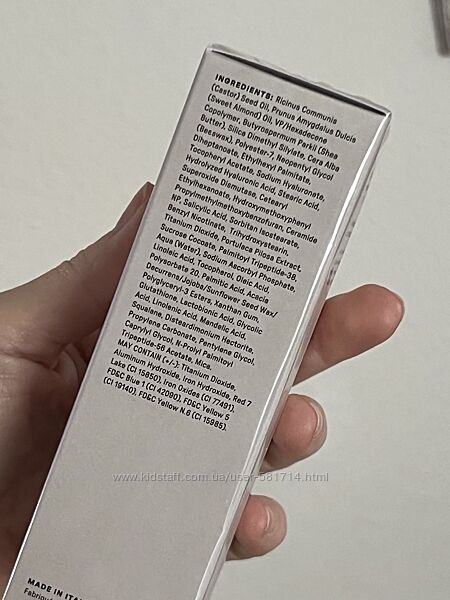 INGREDIENTS: Ricinus Communis
(Castor) Seed Oil, Prunus Amygdalus Dulcis
(Sweet Almond) Oil, VP/Hexadecene
Copolymer, Butyrospermum Parkii (Shea
Butter), Silica Dimethyl Silylate, Cera Alba
(Beeswax), Polyester-7, Neopentyl Glycol
Diheptanoate, Ethylhexyl Palmitate,
Tocopheryl Acetate, Sodium Hyaluronate,
Hydrolyzed Hyaluronic Acid, Stearic Acid,
Superoxide Dismutase, Cetearyl
Ethylhexanoate, Hydroxymethoxyphenyl
Propylmethylmethoxybenzofuran, Ceramide
NP, Salicylic Acid, Sorbitan Isostearate,
Benzyl Nicotinate, Trihydroxystearin,
Titanium Dioxide, Portulaca Pilosa Extract,
Sucrose Cocoate, Palmitoyl Tripeptide-38,
Aqua (Water), Sodium Ascorbyl Phosphate,
Linoleic Acid, Tocopherol, Oleic Acid,
Polysorbate 20, Palmitic Acid, Acacia
Decurrens/Jojoba/Sunflower Seed Wax/
Polyglyceryl-3 Esters, Xanthan Gum,
Glutathione, Lactobionic Acid, Glycolic
Acid, Linolenic Acid, Mandelic Acid,
Squalane, Disteardimonium Hectorite,
Propylene Carbonate, Pentylene Glycol,
Caprylyl Glycol, N-Prolyl Palmitoyl
Tripeptide-56 Acetate, Mica.
MAY CONTAIN (+/-): Titanium Dioxide,
Aluminum Hydroxide, Iron Hydroxide, Red 7
Lake (CI 15850), Iron Oxides (CI 77491),
FD&C Blue 1 (CI 42090), FD&C Yellow 5
(CI 19140), FD&C Yellow N.6 (CI 15985).
www.kidstaff.com.ua/user-581714.html
MADE IN ITA
Fabriqué